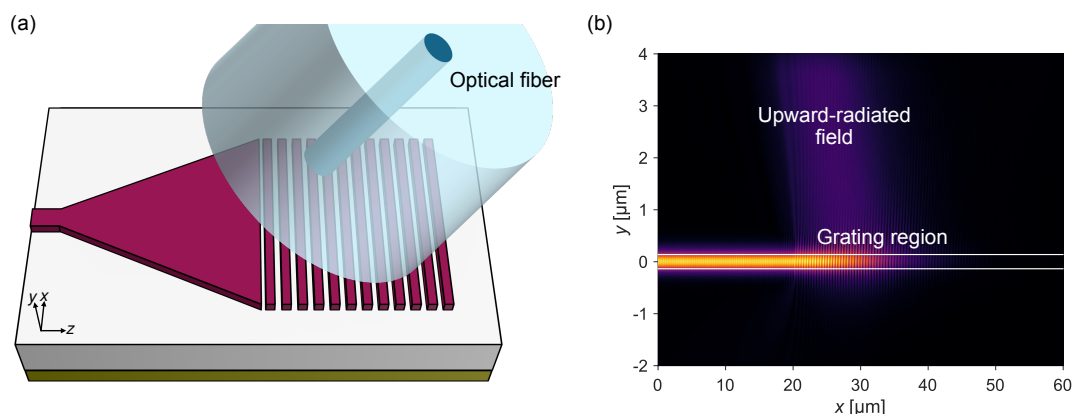 (a)
Optical fiber
y
x
z
(b)
4
3
2
1
0
-1
-2
y [µm]
Upward-radiated
field
Grating region
0
10
20
30
40
50
60
x [µm]